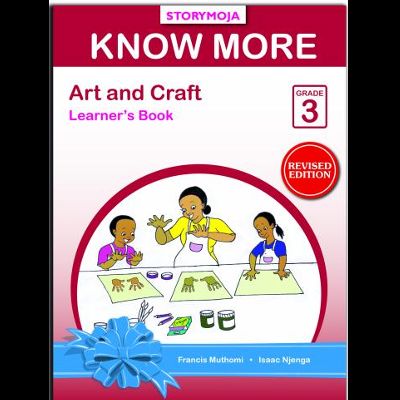 STORYMOJA
KNOW MORE
Art and Craft
Learner's Book
GRADE
3
REVISED
EDITION
Francis Muthomi • Isaac Njenga